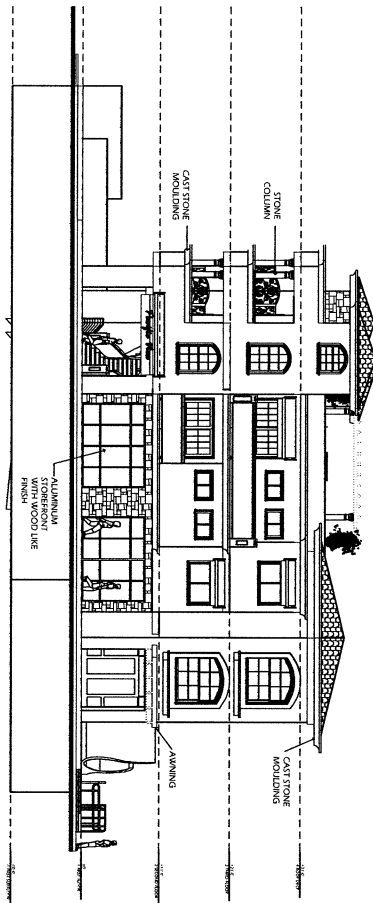 CAST STONE
MOULDING
STONE
COLUMN
ALUMINUM
STOREFRONT
WITH WOOD LIKE
FINISH
AWNING
CAST STONE
MOULDING